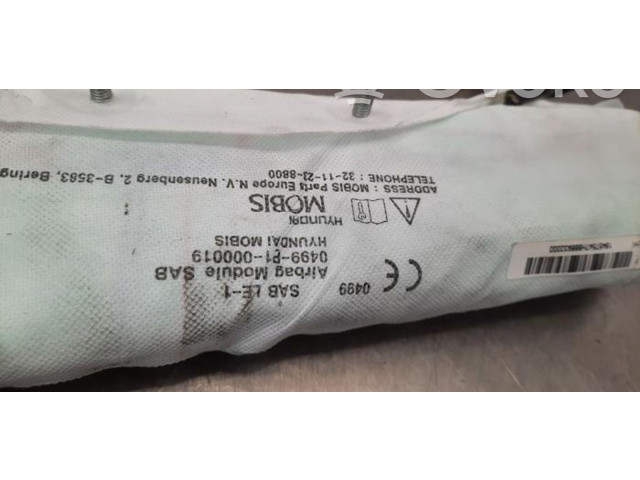 SAB LE-1
Airbag Module SAB
0499-P1-000019
HYUNDAI MOBIS
0499
HYUNDAI
MOBIS
ADDRESS : MOBIS Parts Europe N.V. Neusenberg 2, B-3583, Bering
TELEPHONE : 32-11-21-8800